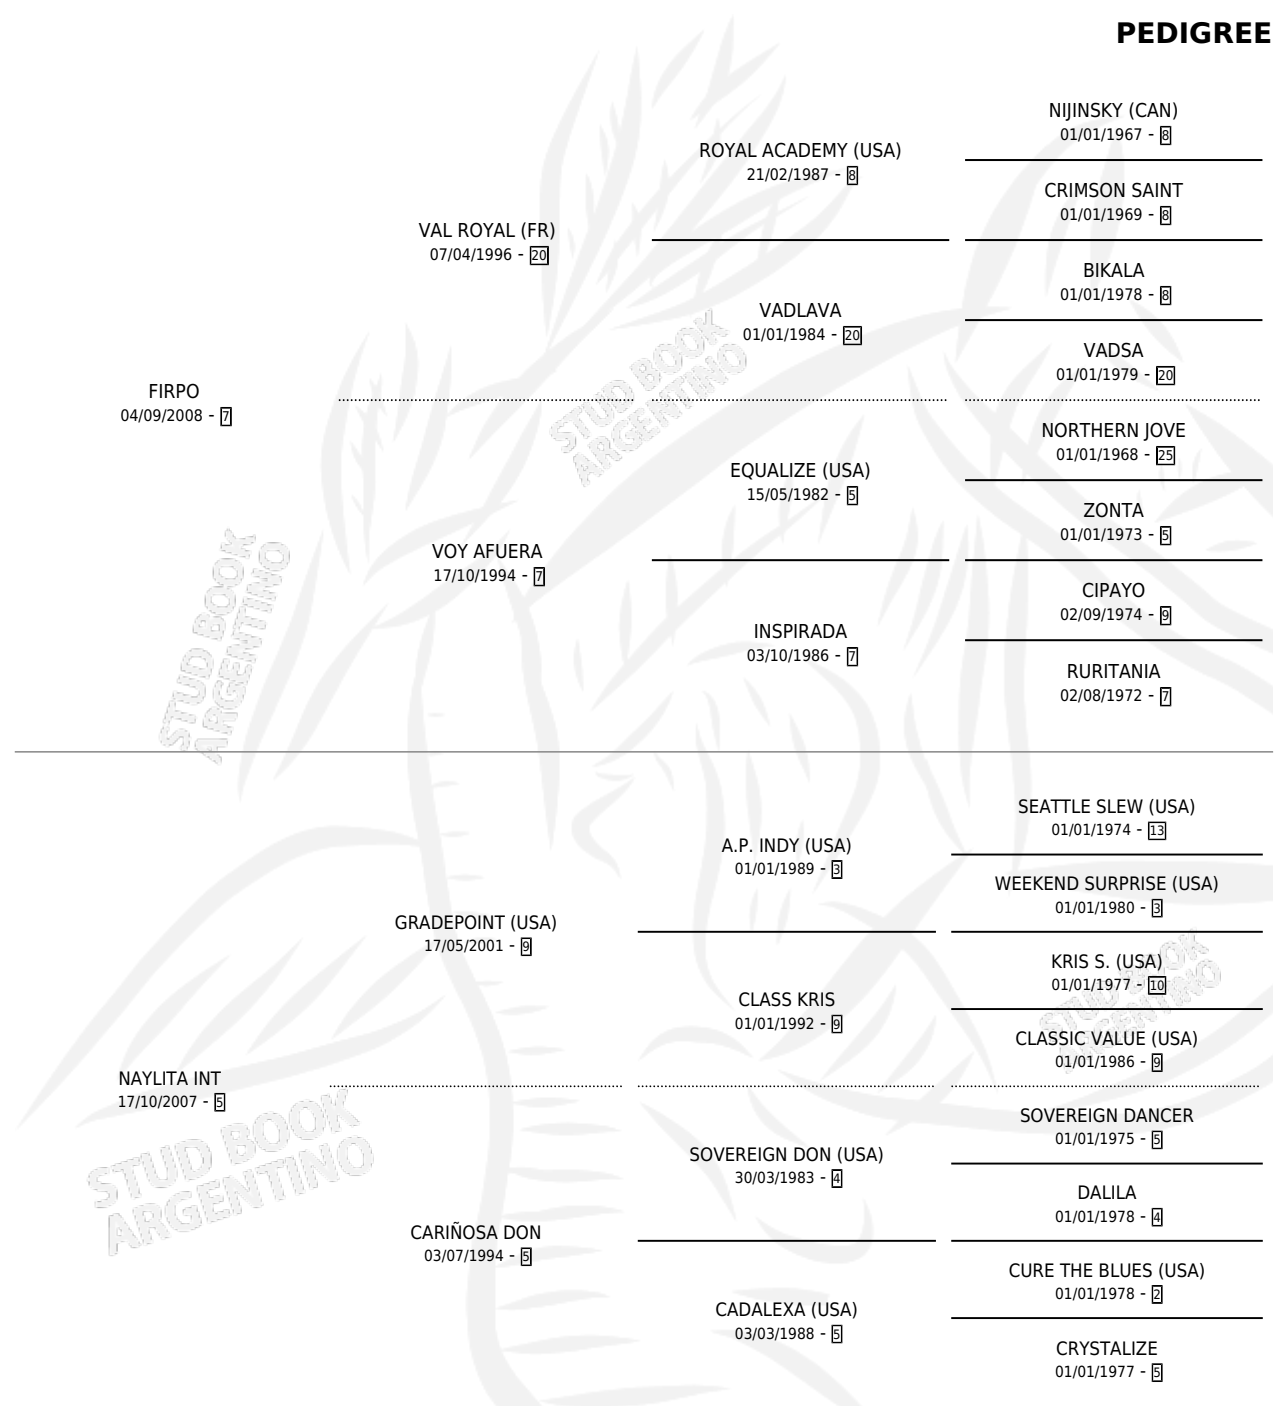 PEDIGREE
NIJINSKY (CAN)
01/01/1967 - 8
ROYAL ACADEMY (USA)
21/02/1987 - 8
CRIMSON SAINT
01/01/1969 - 8
VAL ROYAL (FR)
07/04/1996 - 20
BIKALA
01/01/1978 - 8
VADLAVA
01/01/1984 - 20
VADSA
01/01/1979 - 20
FIRPO
04/09/2008 - 7
NORTHERN JOVE
01/01/1968 - 25
EQUALIZE (USA)
15/05/1982 - 5
ZONTA
01/01/1973 - 5
VOY AFUERA
17/10/1994 - 7
CIPAYO
02/09/1974 - 9
INSPIRADA
03/10/1986 - 7
RURITANIA
02/08/1972 - 7
SEATTLE SLEW (USA)
01/01/1974 - 13
A.P. INDY (USA)
01/01/1989 - 3
WEEKEND SURPRISE (USA)
01/01/1980 - 3
GRADEPOINT (USA)
17/05/2001 - 9
KRIS S. (USA)
01/01/1977 - 10
CLASS KRIS
01/01/1992 - 9
CLASSIC VALUE (USA)
01/01/1986 - 9
NAYLITA INT
17/10/2007 - 5
SOVEREIGN DANCER
01/01/1975 - 5
SOVEREIGN DON (USA)
30/03/1983 - 4
DALILA
01/01/1978 - 4
CARIÑOSA DON
03/07/1994 - 5
CURE THE BLUES (USA)
01/01/1978 - 2
CADALEXA (USA)
03/03/1988 - 5
CRYSTALIZE
01/01/1977 - 5
STUD BOOK
ARGENTINO
STUD BOOK
ARGENTINO
STUD BOOK
ARGENTINO
STUD BOOK
ARGENTINO